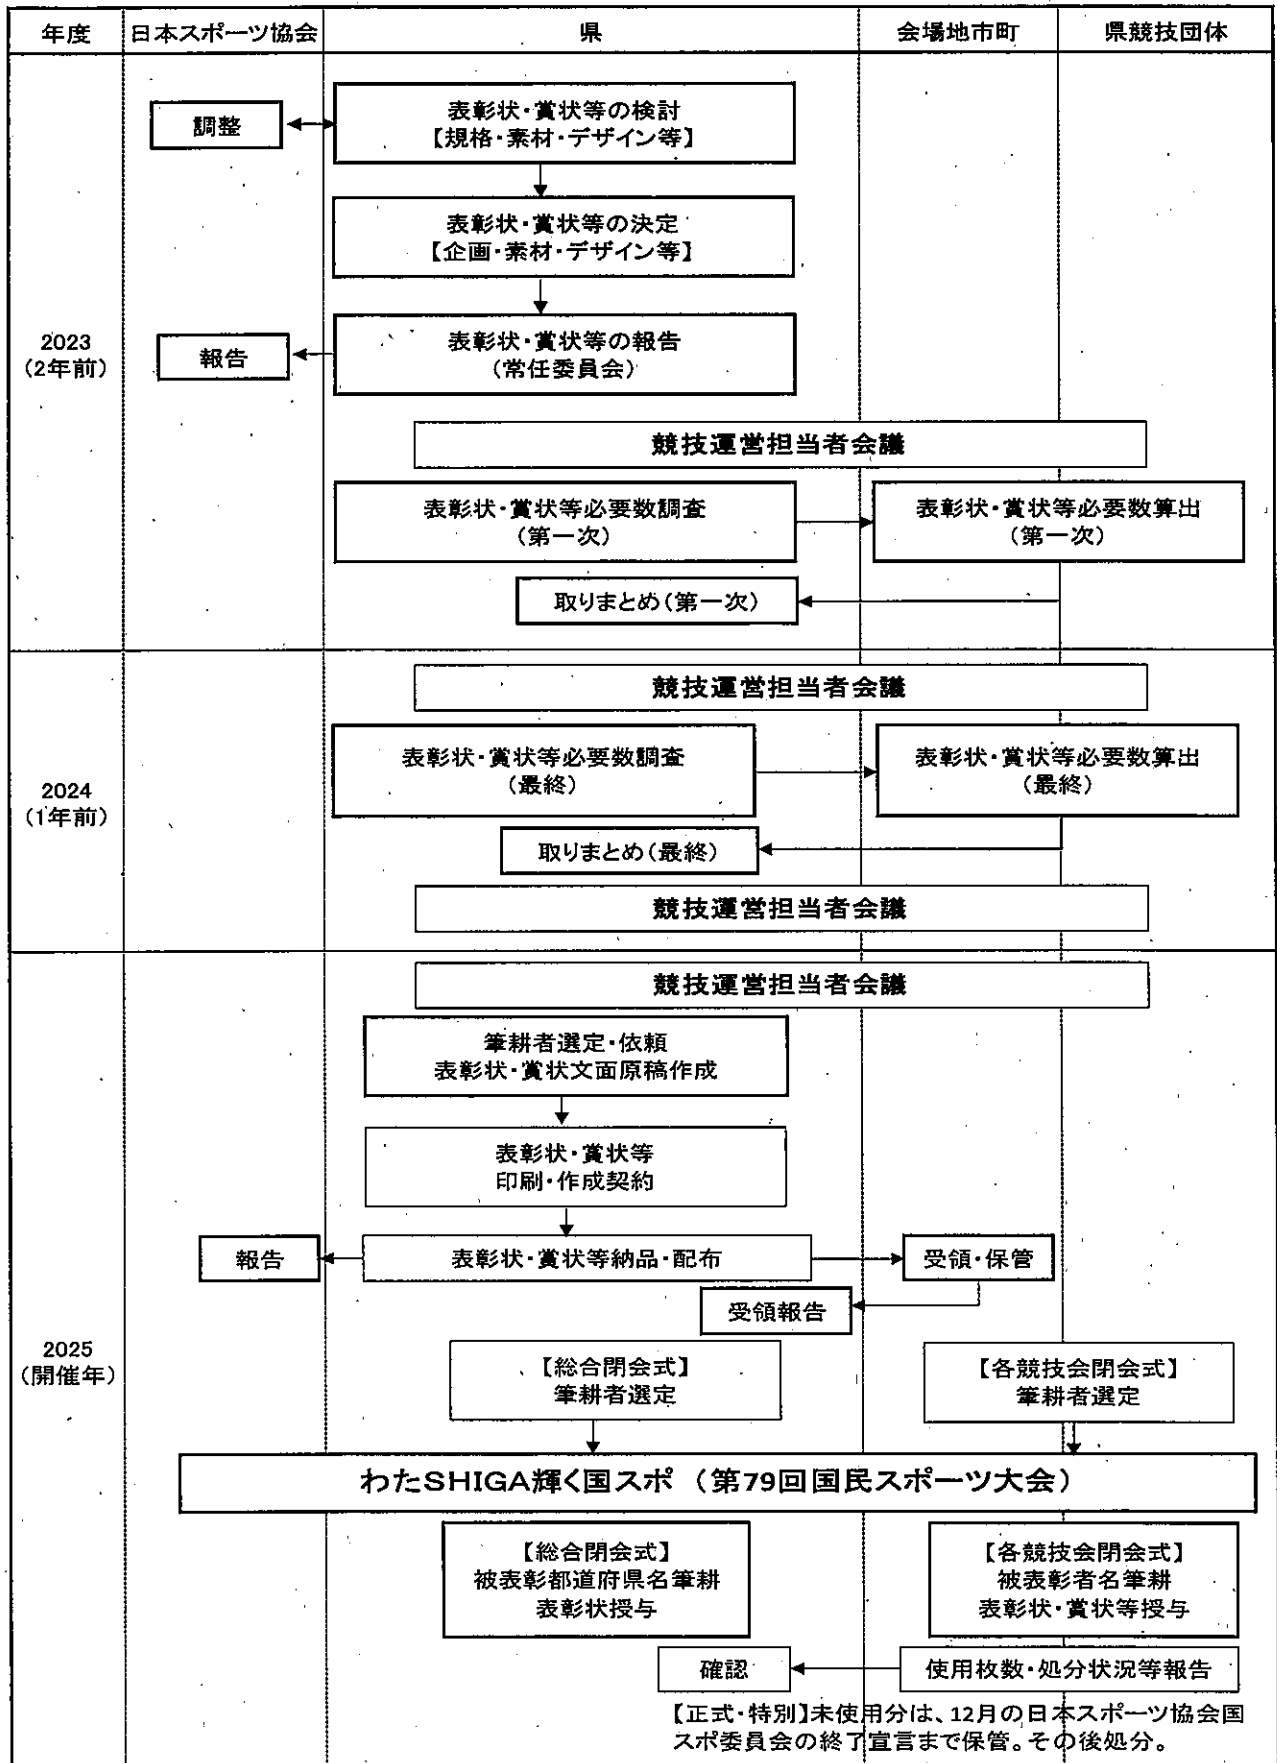 年度 日本スポーツ協会 県 会場地市町 県競技団体
2023
(2年前)
調整
表彰状・賞状等の検討
【規格・素材・デザイン等】
表彰状・賞状等の決定
【企画・素材・デザイン等】
報告
表彰状・賞状等の報告
(常任委員会)
競技運営担当者会議
表彰状・賞状等必要数調査
(第一次)
表彰状・賞状等必要数算出
(第一次)
取りまとめ(第一次)
2024
(1年前)
競技運営担当者会議
表彰状・賞状等必要数調査
(最終)
表彰状・賞状等必要数算出
(最終)
取りまとめ(最終)
競技運営担当者会議
2025
(開催年)
競技運営担当者会議
筆耕者選定・依頼
表彰状・賞状文面原稿作成
表彰状・賞状等
印刷・作成契約
報告
表彰状・賞状等納品・配布
受領・保管
受領報告
【総合閉会式】
筆耕者選定
【各競技会閉会式】
筆耕者選定
わたSHIGA輝く国スポ(第79回国民スポーツ大会)
【総合閉会式】
被表彰都道府県名筆耕
表彰状授与
【各競技会閉会式】
被表彰者名筆耕
表彰状・賞状等授与
確認
使用枚数・処分状況等報告
【正式・特別】未使用分は、12月の日本スポーツ協会国
スポ委員会の終了宣言まで保管。その後処分。